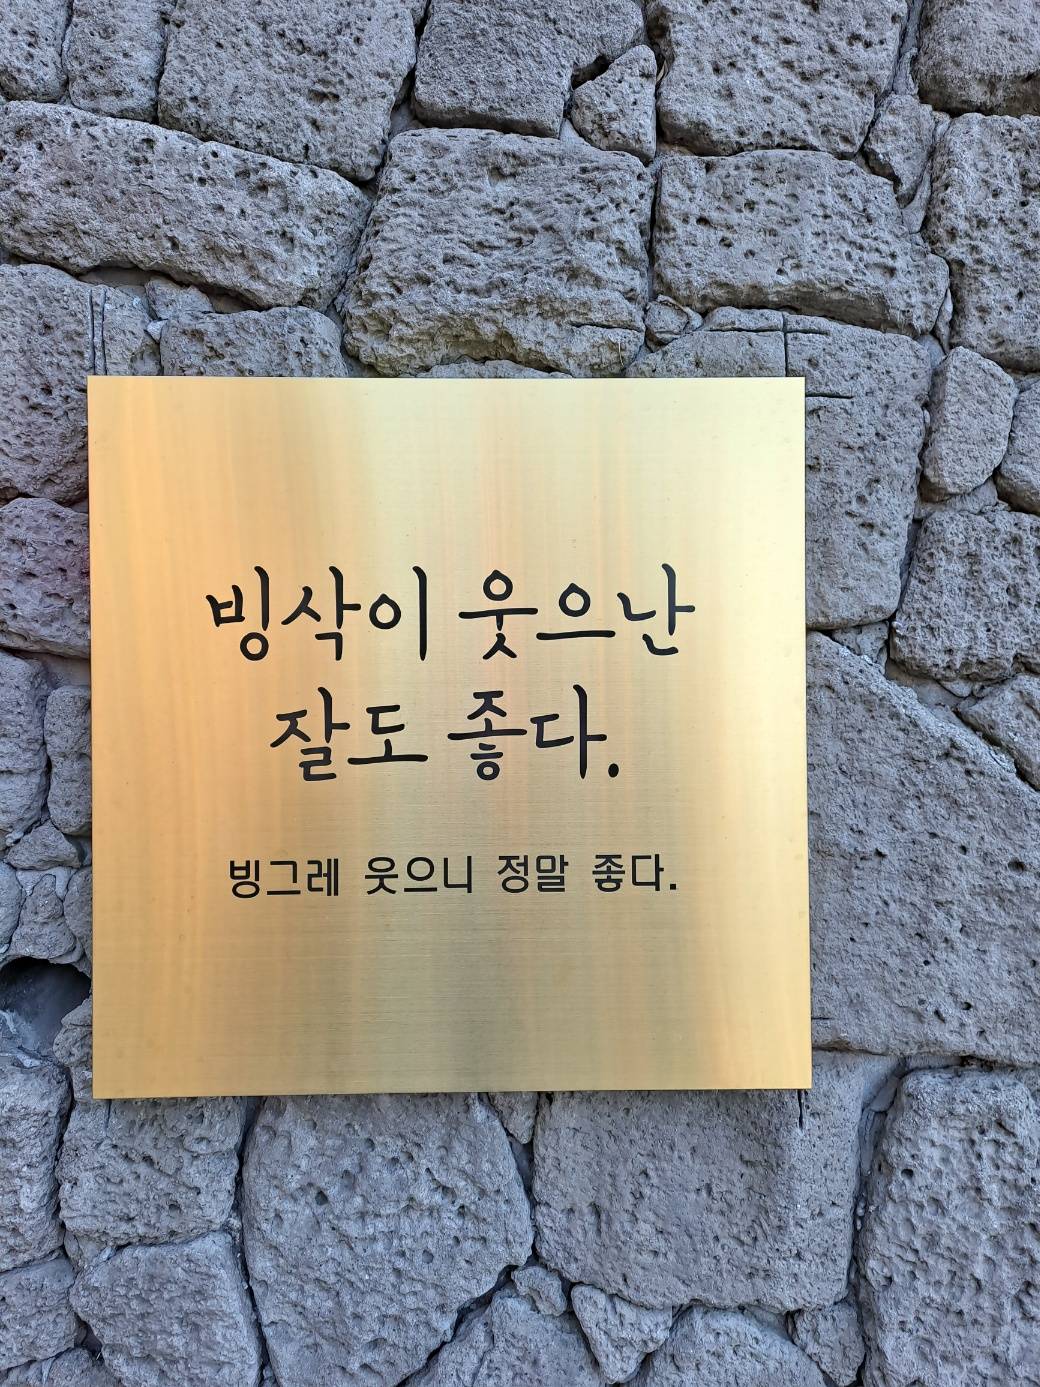 빙삭이 웃으난
잘도 좋다.
빙그레 웃으니 정말 좋다.